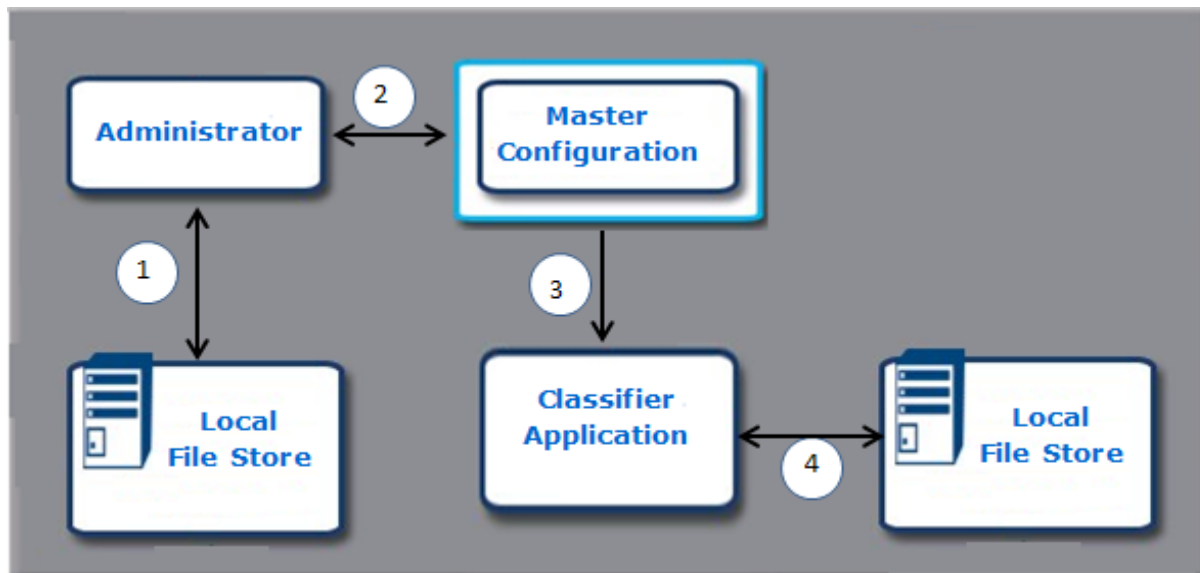 Administrator
2
Master
Configuration
1
3
Local
File Store
Classifier
Application
4
Local
File Store